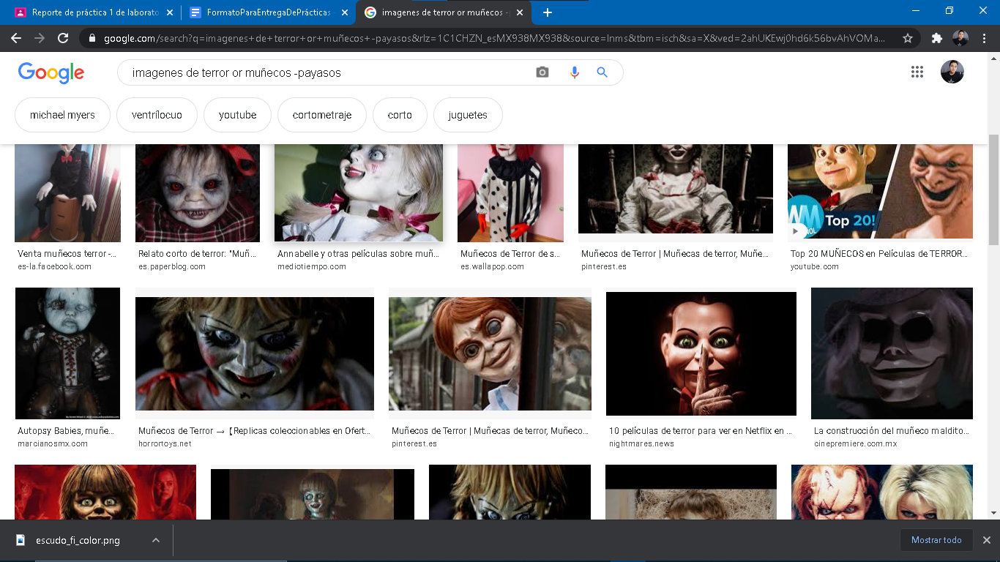 Reporte de práctica 1 de laborato
FormatoParaEntregaDePrácticas -
imagenes de terror or muñecos -
google.com/search?q=imagenes+de+terror+or+muñecos+-payasos&rlz=1C1CHZN_esMX938MX938&source=lnms&tbm=isch&sa=X&ved=2ahUKEwj0hd6k56bvAhVOMa...
Google
imagenes de terror or muñecos -payasos
michael myers
ventrílocuo
youtube
cortometraje
corto
juguetes
Top 20!
Venta muñecos terror -...
es-la.facebook.com
Relato corto de terror: "Muñ...
es.paperblog.com
Annabelle y otras películas sobre muñ...
mediotiempo.com
Muñecos de Terror de s...
es.wallapop.com
Muñecos de Terror | Muñecas de terror, Muñe...
pinterest.es
Top 20 MUÑECOS en Películas de TERROR...
youtube.com
Autopsy Babies, muñe...
marcianosmx.com
Muñecos de Terror →【Replicas coleccionables en Ofert...
horrortoys.net
Muñecos de Terror | Muñecas de terror, Muñeco...
pinterest.es
10 películas de terror para ver en Netflix en ...
nightmares.news
La construcción del muñeco maldito...
cinepremiere.com.mx
escudo_fi_color.png
Mostrar todo